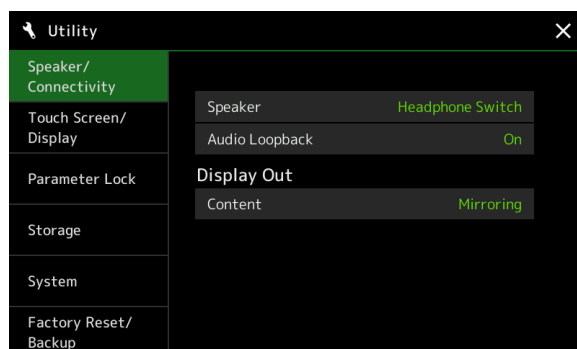 Utility
Speaker/
Connectivity
Touch Screen/
Display
Parameter Lock
Storage
System
Factory Reset/
Backup
Speaker Headphone Switch
Audio Loopback On
Display Out
Content Mirroring